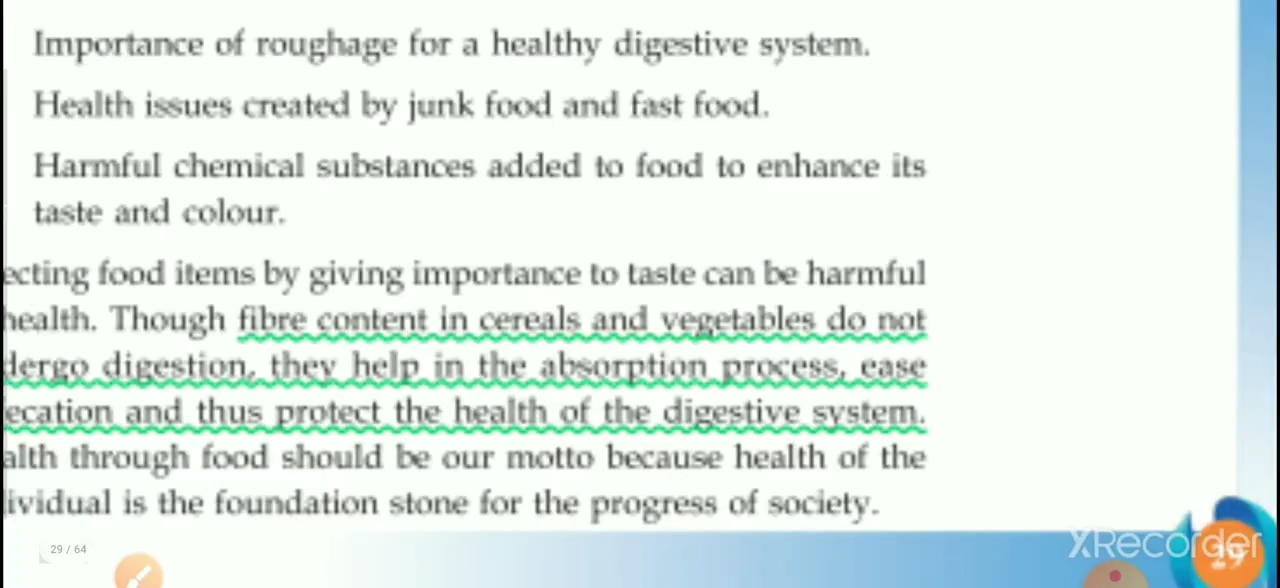 Importance of roughage for a healthy digestive system.
Health issues created by junk food and fast food.
Harmful chemical substances added to food to enhance its
taste and colour.
ecting food items by giving importance to taste can be harmful
health. Though fibre content in cereals and vegetables do not
dergo digestion, they help in the absorption process, ease
ecation and thus protect the health of the digestive system.
alth through food should be our motto because health of the
ividual is the foundation stone for the progress of society.
29 / 64
XRecorder
29